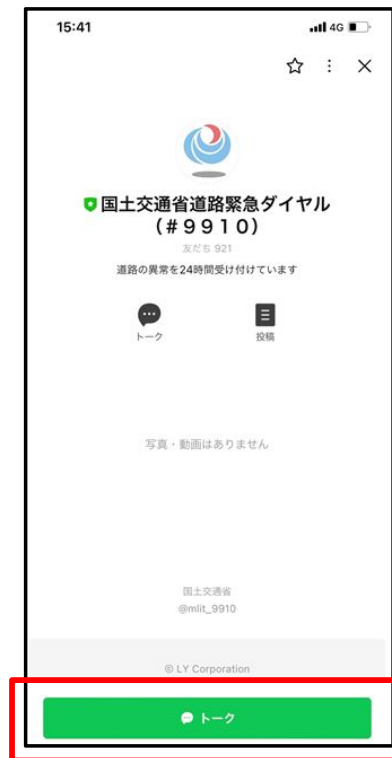 15:41
4G
国土交通省道路緊急ダイヤル
(#9910)
友だち 921
道路の異常を24時間受け付けています
トーク
投稿
写真・動画はありません
国土交通省
@mlit_9910
© LY Corporation
トーク